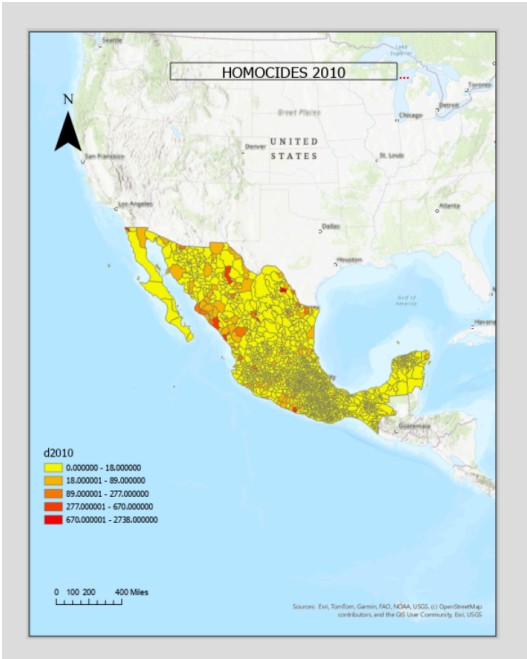 Seattle
Lake
Superior
HOMOCIDES 2010
...
Toronto
N
Great Plains
Detroit
Chicago
UNITED
STATES
Denver
San Francisco
St. Louis
Los Angeles
Atlanta
Dallas
Houston
Gulf of
America
Havana
Guatemala
d2010
0.000000 - 18.000000
18.000001 - 89.000000
89.000001 - 277.000000
277.000001 - 670.000000
670.000001 - 2738.000000
0 100 200 400 Miles
Sources: Esri, TomTom, Garmin, FAO, NOAA, USGS, (c) OpenStreetMap
contributors, and the GIS User Community, Esri, USGS